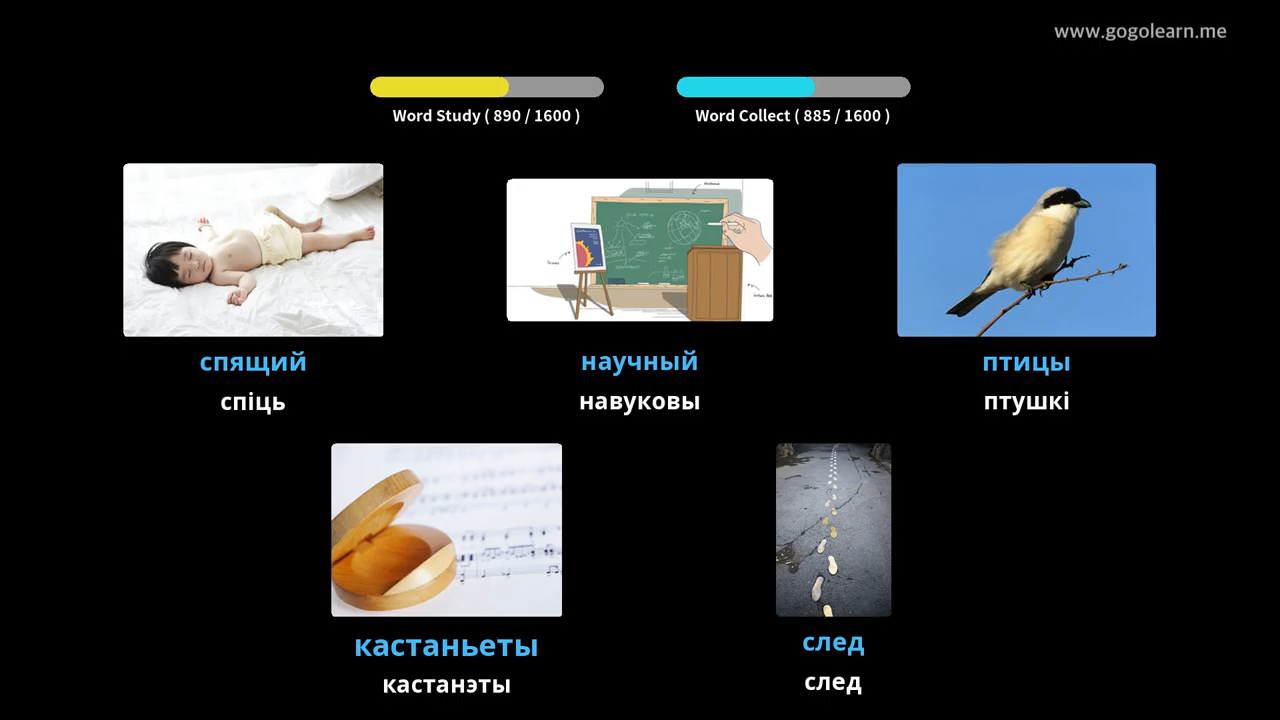 www.gogolearn.me
Word Study ( 890 / 1600 )
Word Collect ( 885 / 1600 )
спящий
научный
птицы
спіць
навуковы
птушкі
кастаньеты
след
кастанэты
след